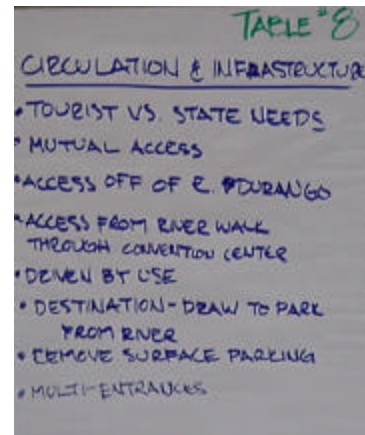 TABLE #8
CIRCULATION & INFRASTRUCTURE
• TOURIST VS. STATE NEEDS
• MUTUAL ACCESS
• ACCESS OFF OF E. DURANGO
• ACCESS FROM RIVER WALK
THROUGH CONVENTION CENTER
• DRIVEN BY USE
• DESTINATION - DRAW TO PARK
FROM RIVER
• REMOVE SURFACE PARKING
• MULTI-ENTRANCES